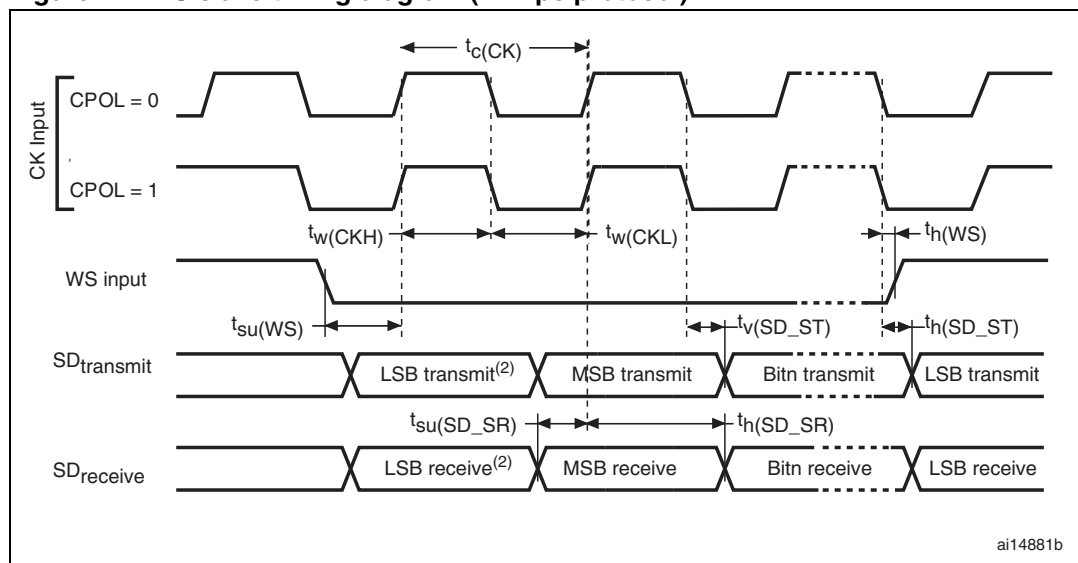 tc(CK)
CK Input
CPOL = 0
CPOL = 1
tw(CKH)
tw(CKL)
th(WS)
WS input
tsu(WS)
tv(SD_ST)
th(SD_ST)
SDtransmit
LSB transmit(2)
MSB transmit
Bitn transmit
LSB transmit
tsu(SD_SR)
th(SD_SR)
SDreceive
LSB receive(2)
MSB receive
Bitn receive
LSB receive
ai14881b